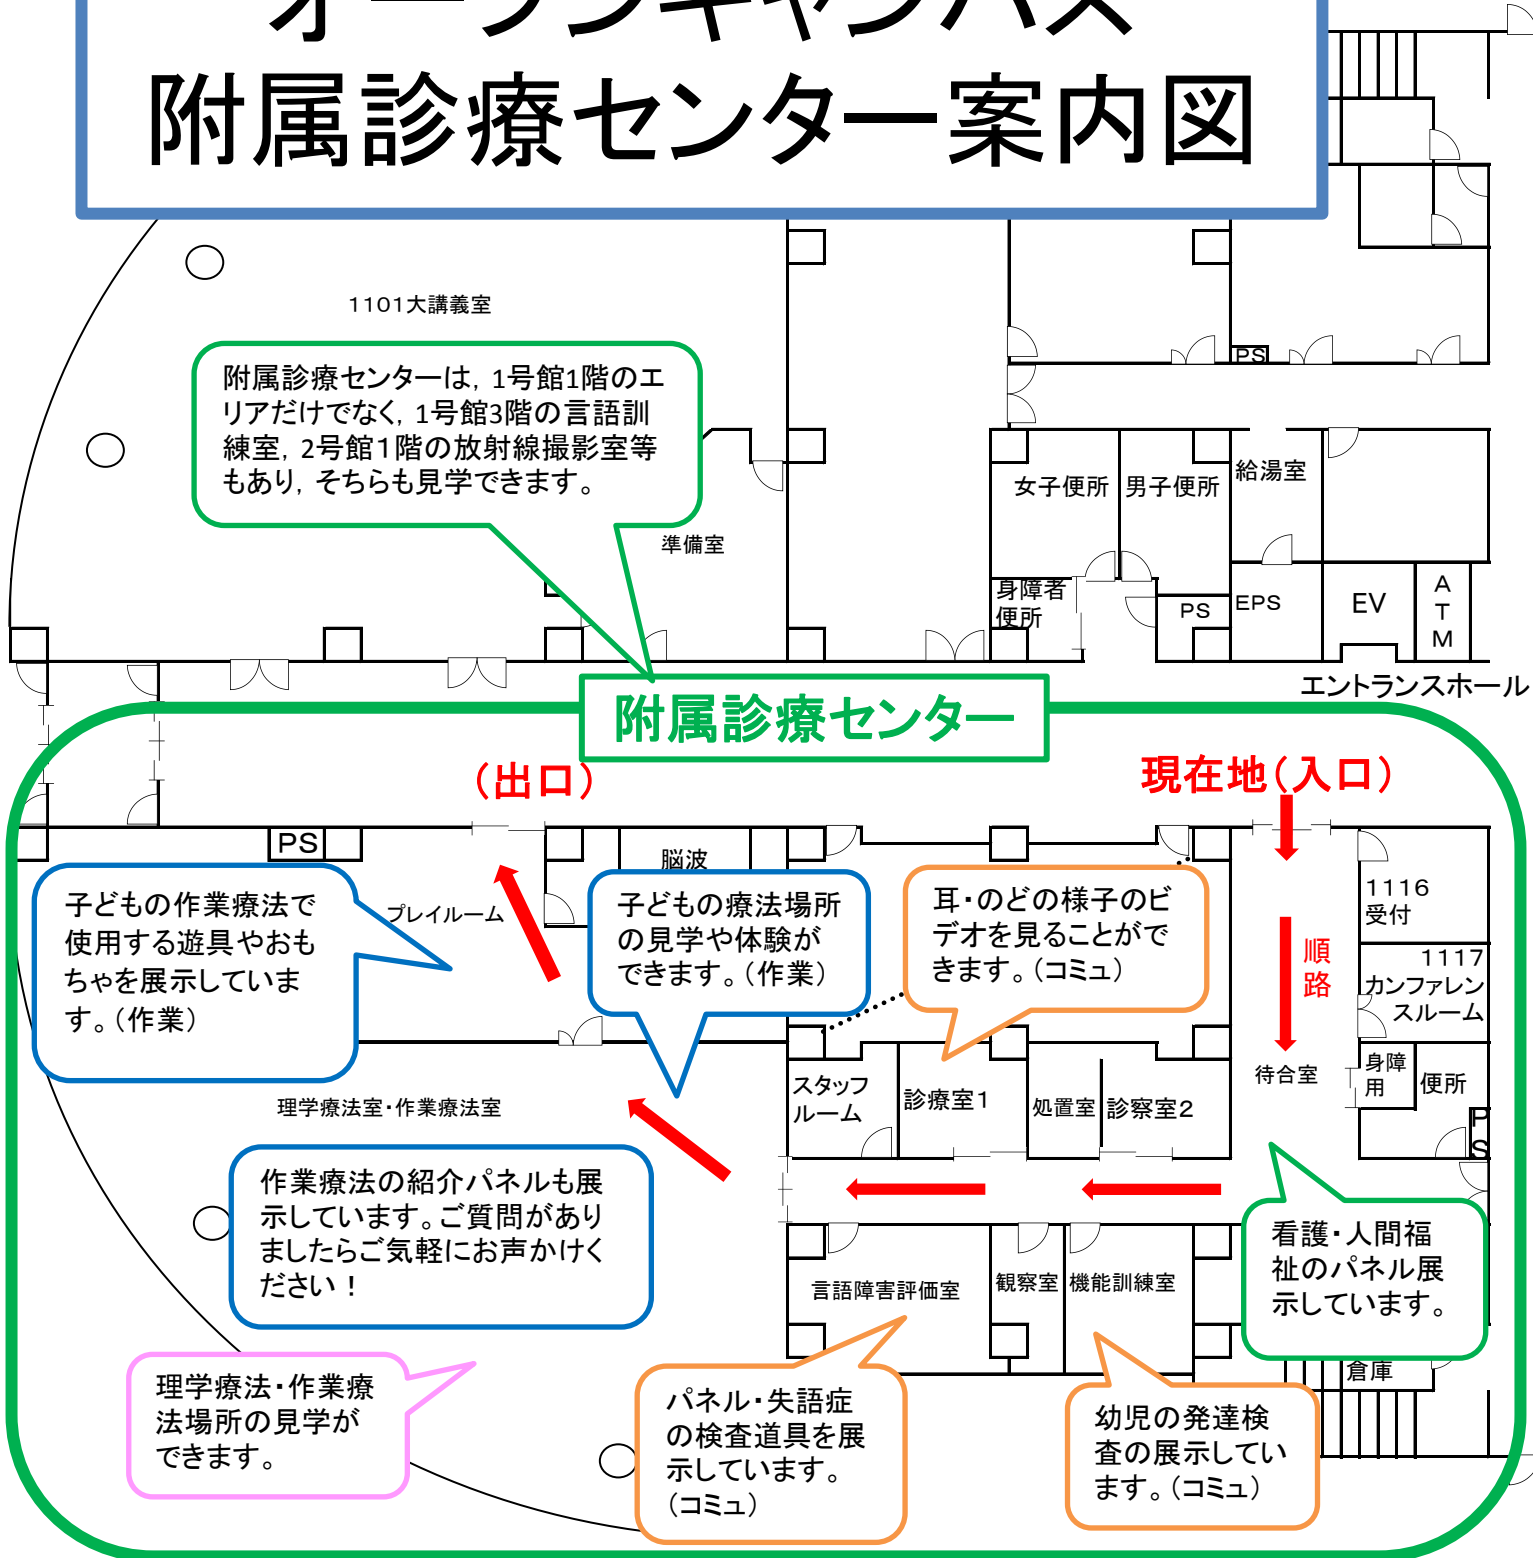 オープンキャンパス
附属診療センター案内図
1101大講義室
附属診療センターは，1号館1階のエ
リアだけでなく，1号館3階の言語訓
練室，2号館1階の放射線撮影室等
もあり，そちらも見学できます。
準備室
PS
女子便所
男子便所
給湯室
身障者
便所
PS
EPS
EV
A
T
M
エントランスホール
附属診療センター
（出口）
現在地（入口）
PS
脳波
プレイルーム
子どもの作業療法で
使用する遊具やおも
ちゃを展示していま
す。（作業）
子どもの療法場所
の見学や体験が
できます。（作業）
耳・のどの様子のビ
デオを見ることがで
きます。（コミュ）
順
路
1116
受付
1117
カンファレン
スルーム
待合室
身障
用
便所
PS
スタッフ
ルーム
診療室1
処置室
診察室2
理学療法室・作業療法室
作業療法の紹介パネルも展
示しています。ご質問があり
ましたらご気軽にお声かけく
ださい！
言語障害評価室
観察室
機能訓練室
看護・人間福
祉のパネル展
示しています。
倉庫
理学療法・作業療
法場所の見学が
できます。
パネル・失語症
の検査道具を展
示しています。
（コミュ）
幼児の発達検
査の展示してい
ます。（コミュ）